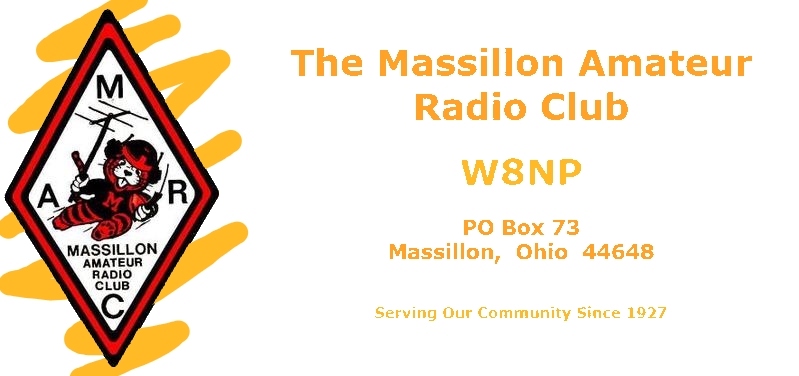 M
A R
M
MASSILLON
AMATEUR
RADIO
CLUB
C
The Massillon Amateur
Radio Club
W8NP
PO Box 73
Massillon, Ohio 44648
Serving Our Community Since 1927